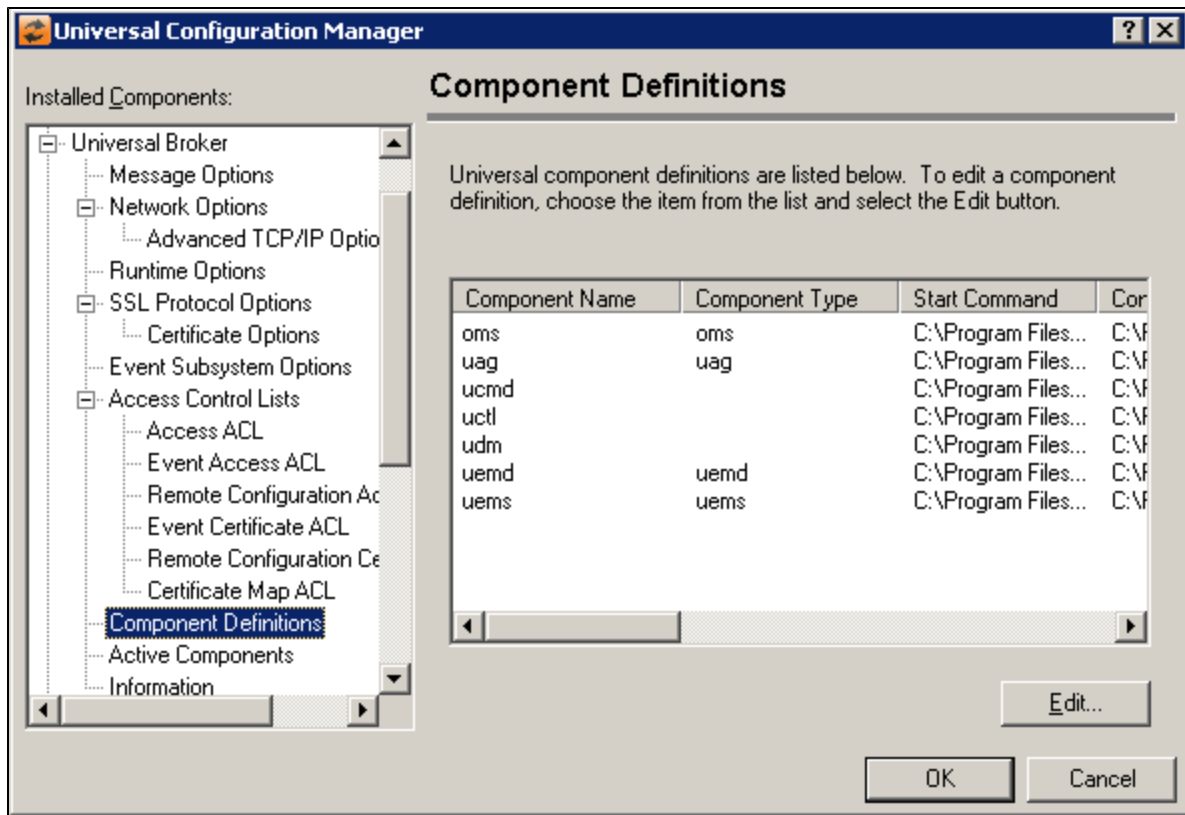 Universal Configuration Manager
Installed Components:
Universal Broker
Message Options
Network Options
Advanced TCP/IP Optio
Runtime Options
SSL Protocol Options
Certificate Options
Event Subsystem Options
Access Control Lists
Access ACL
Event Access ACL
Remote Configuration Ac
Event Certificate ACL
Remote Configuration Ce
Certificate Map ACL
Component Definitions
Active Components
Information
Component Definitions
Universal component definitions are listed below. To edit a component
definition, choose the item from the list and select the Edit button.
Component Name Component Type Start Command Cor
oms oms C:\Program Files... C:\F
uag uag C:\Program Files... C:\F
ucmd C:\Program Files... C:\F
uctl C:\Program Files... C:\F
udm C:\Program Files... C:\F
uemd uemd C:\Program Files... C:\F
uems uems C:\Program Files... C:\F
Edit...
OK Cancel